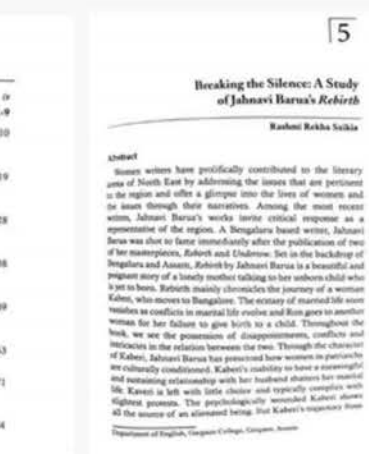 5
Breaking the Silence: A Study
of Jahnavi Barua's Rebirth
Rashmi Rekha Saikia
Abstract
Women writers have prolifically contributed to the literary
area of North East by addressing the issues that are pertinent
to the region and offer a glimpse into the lives of women and
the issues through their narratives. Among the most recent
writers, Jahnavi Barua's works invite critical response as a
representative of the region. A Bengaluru based writer, Jahnavi
Barua was shot to fame immediately after the publication of two
of her masterpieces, Rebirth and Undertow. Set in the backdrop of
Bengaluru and Assam, Rebirth by Jahnavi Barua is a beautiful and
poignant story of a lonely mother talking to her unborn child who
is yet to born. Rebirth mainly chronicles the journey of a woman
Kaberi, who moves to Bangalore. The ecstasy of married life soon
vanishes as conflicts in marital life evolve and Ron goes to another
woman for her failure to give birth to a child. Throughout the
book, we see the possession of disappointments, conflicts and
intricacies in the relation between the two. Through the character
of Kaberi, Jahnavi Barua has presented how women in patriarchy
are culturally conditioned. Kaberi's inability to have a meaningful
and sustaining relationship with her husband shatters her marital
life. Kaveri is left with little choice and typically complies with
slightest protests. The psychologically wounded Kaberi shows
all the source of an alienated being. But Kaberi's trajectory from
Department of English, College, Assam